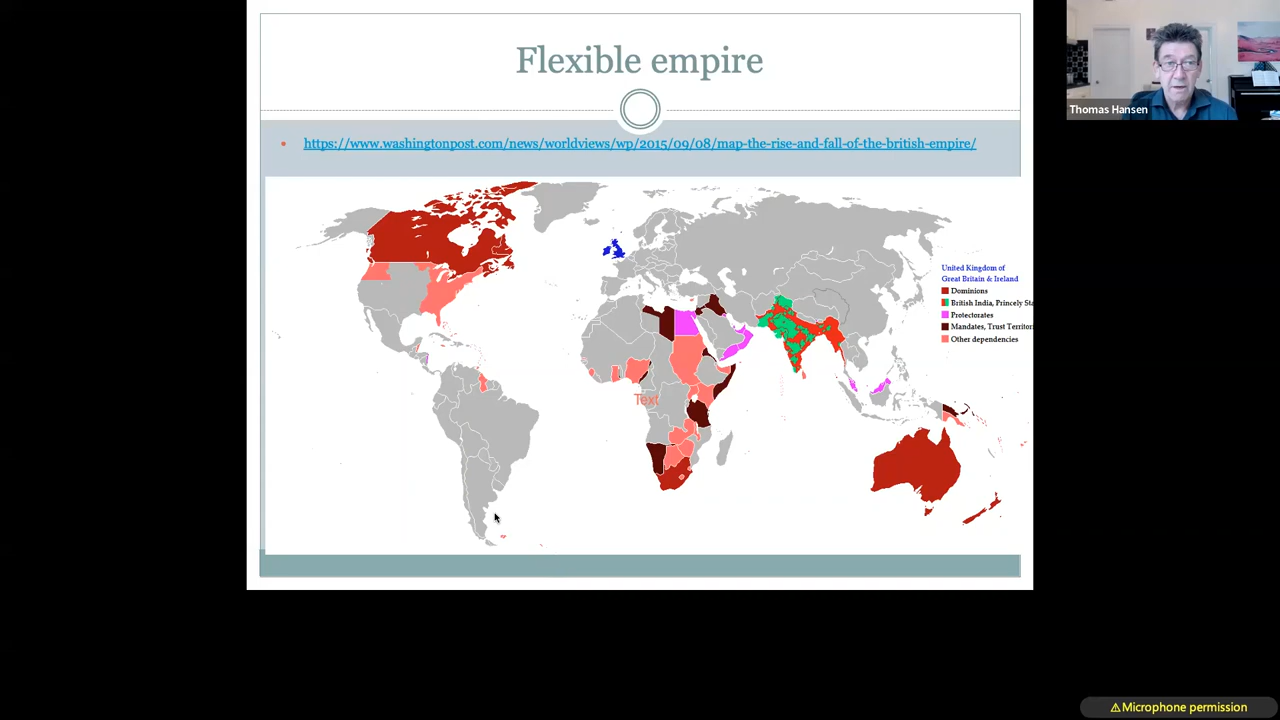 Flexible empire
Thomas Hansen
• https://www.washingtonpost.com/news/worldviews/wp/2015/09/08/map-the-rise-and-fall-of-the-british-empire/
United Kingdom of
Great Britain & Ireland
Dominions
British India, Princely Sta
Protectorates
Mandates, Trust Territor
Other dependencies
Text
⚠Microphone permission